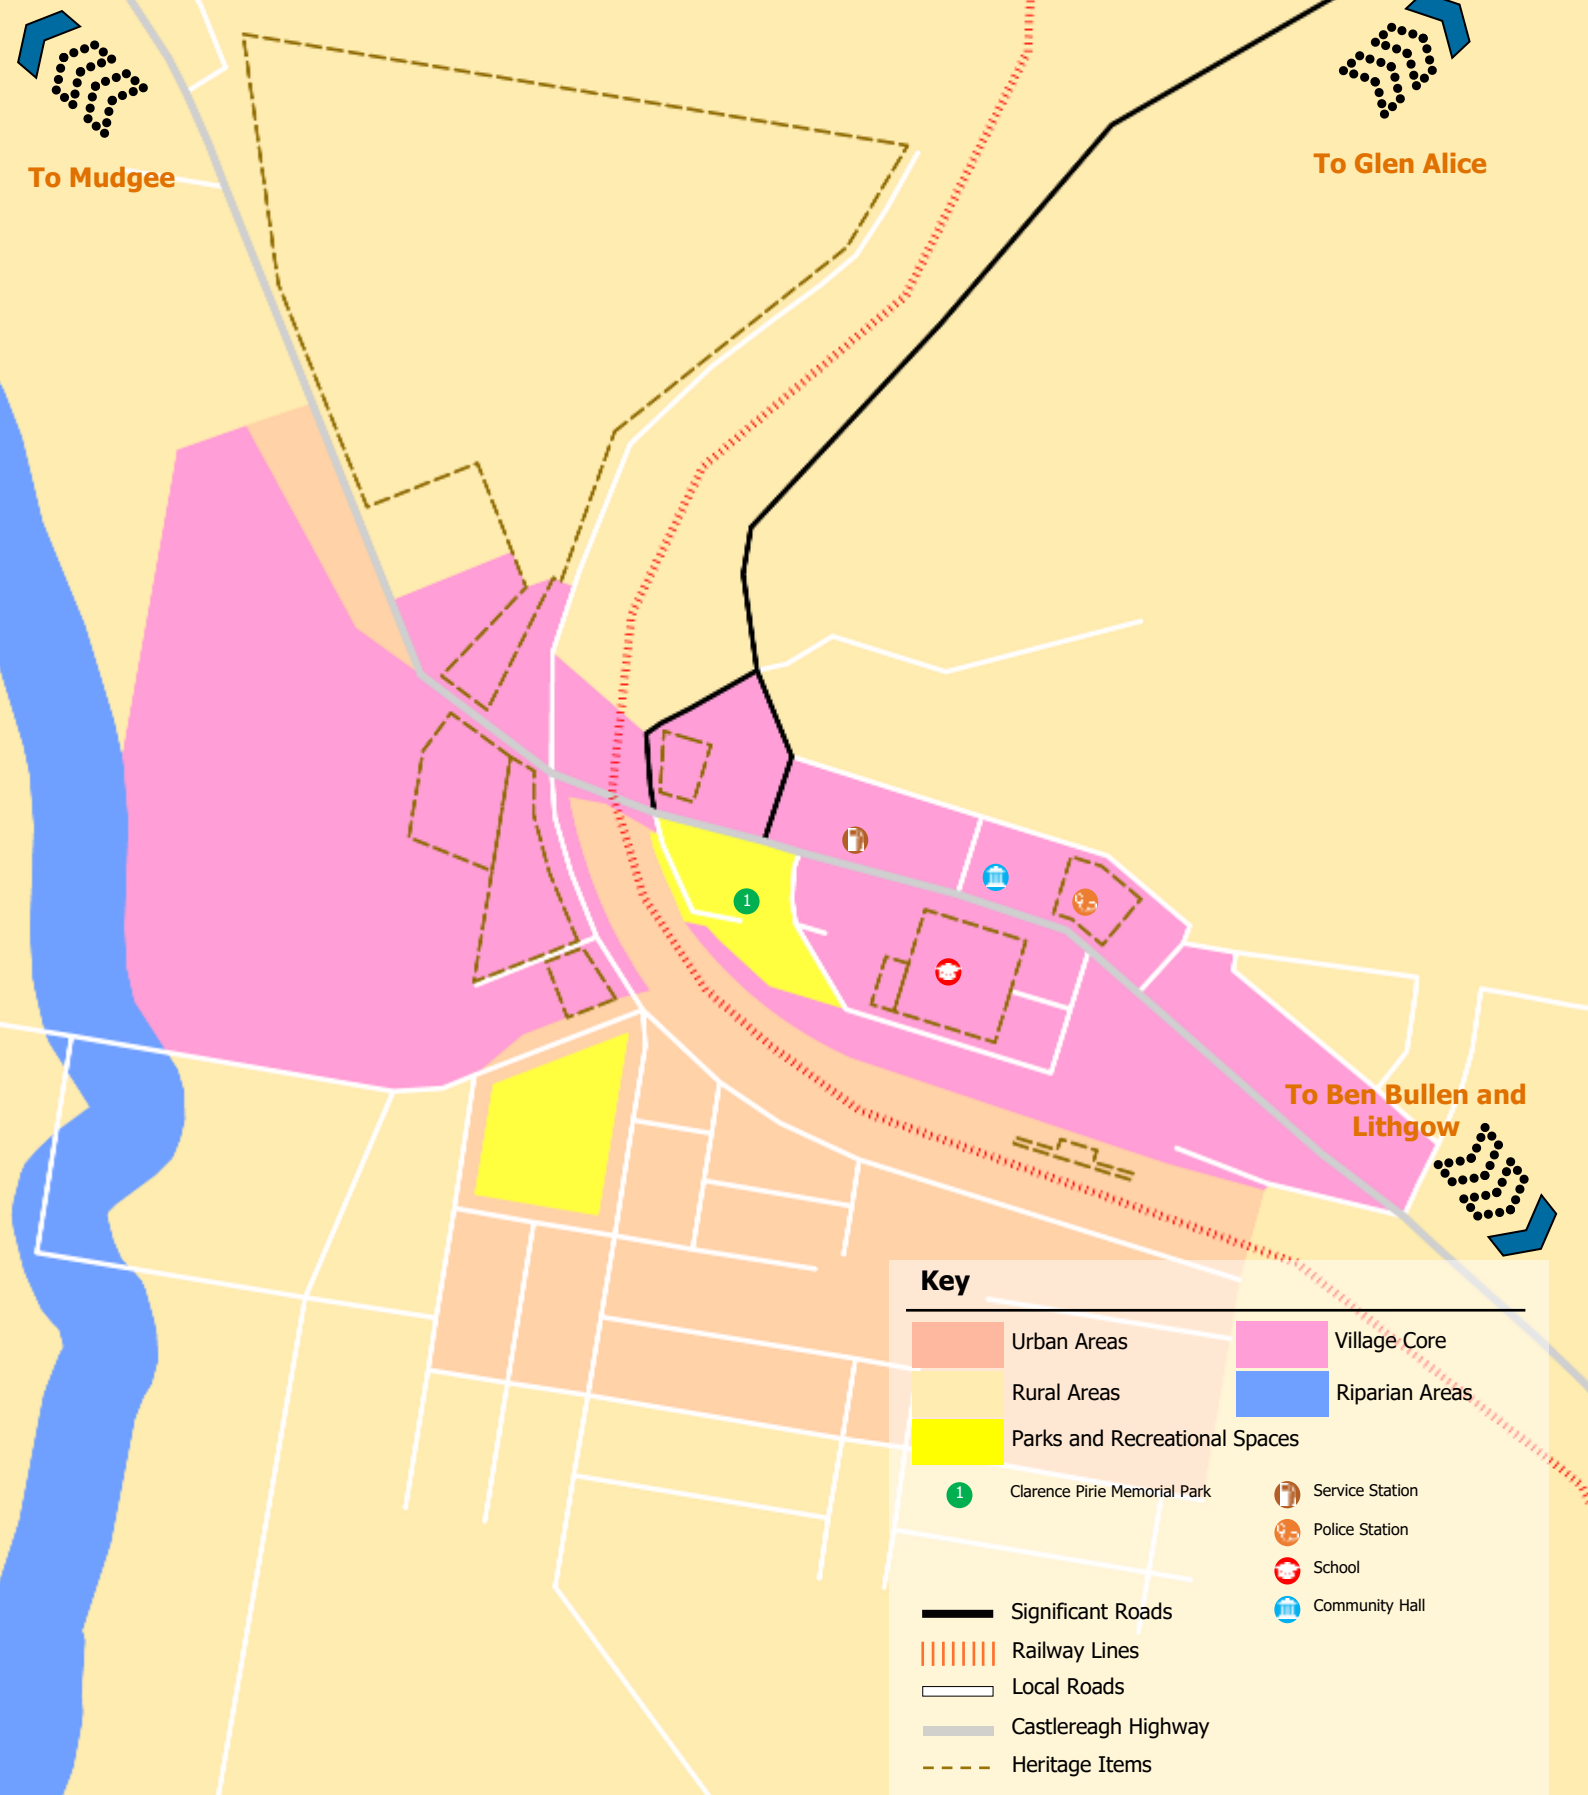 To Mudgee
To Glen Alice
1
To Ben Bullen and
Lithgow
Key
Urban Areas
Village Core
Rural Areas
Riparian Areas
Parks and Recreational Spaces
1
Clarence Pirie Memorial Park
Service Station
Police Station
School
Community Hall
Significant Roads
Railway Lines
Local Roads
Castlereagh Highway
Heritage Items